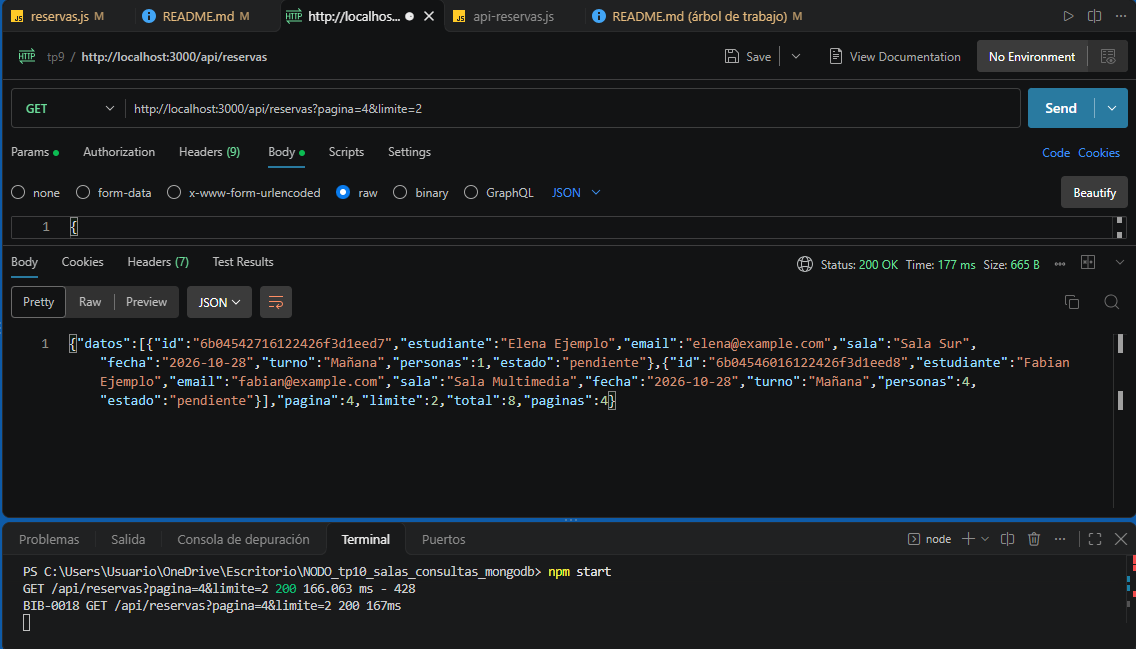 reservas.js M README.md M http://localhos... api-reservas.js README.md (árbol de trabajo) M
tp9 / http://localhost:3000/api/reservas Save View Documentation No Environment
GET http://localhost:3000/api/reservas?pagina=4&limite=2 Send
Params Authorization Headers (9) Body Scripts Settings Code Cookies
none form-data x-www-form-urlencoded raw binary GraphQL JSON Beautify
1 {
Body Cookies Headers (7) Test Results Status: 200 OK Time: 177 ms Size: 665 B
Pretty Raw Preview JSON
1 {"datos":[{"id":"6b04542716122426f3d1eed7","estudiante":"Elena Ejemplo","email":"elena@example.com","sala":"Sala Sur",
"fecha":"2026-10-28","turno":"Mañana","personas":1,"estado":"pendiente"},{"id":"6b04546016122426f3d1eed8","estudiante":"Fabian
Ejemplo","email":"fabian@example.com","sala":"Sala Multimedia","fecha":"2026-10-28","turno":"Mañana","personas":4,
"estado":"pendiente"}],"pagina":4,"limite":2,"total":8,"paginas":4}
Problemas Salida Consola de depuración Terminal Puertos node
PS C:\Users\Usuario\OneDrive\Escritorio\NODO_tp10_salas_consultas_mongodb> npm start
GET /api/reservas?pagina=4&limite=2 200 166.063 ms - 428
BIB-0018 GET /api/reservas?pagina=4&limite=2 200 167ms